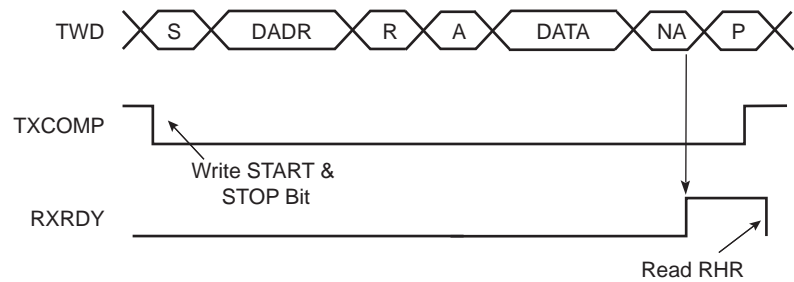 TWD S DADR R A DATA NA P
TXCOMP
Write START &
STOP Bit
RXRDY
Read RHR